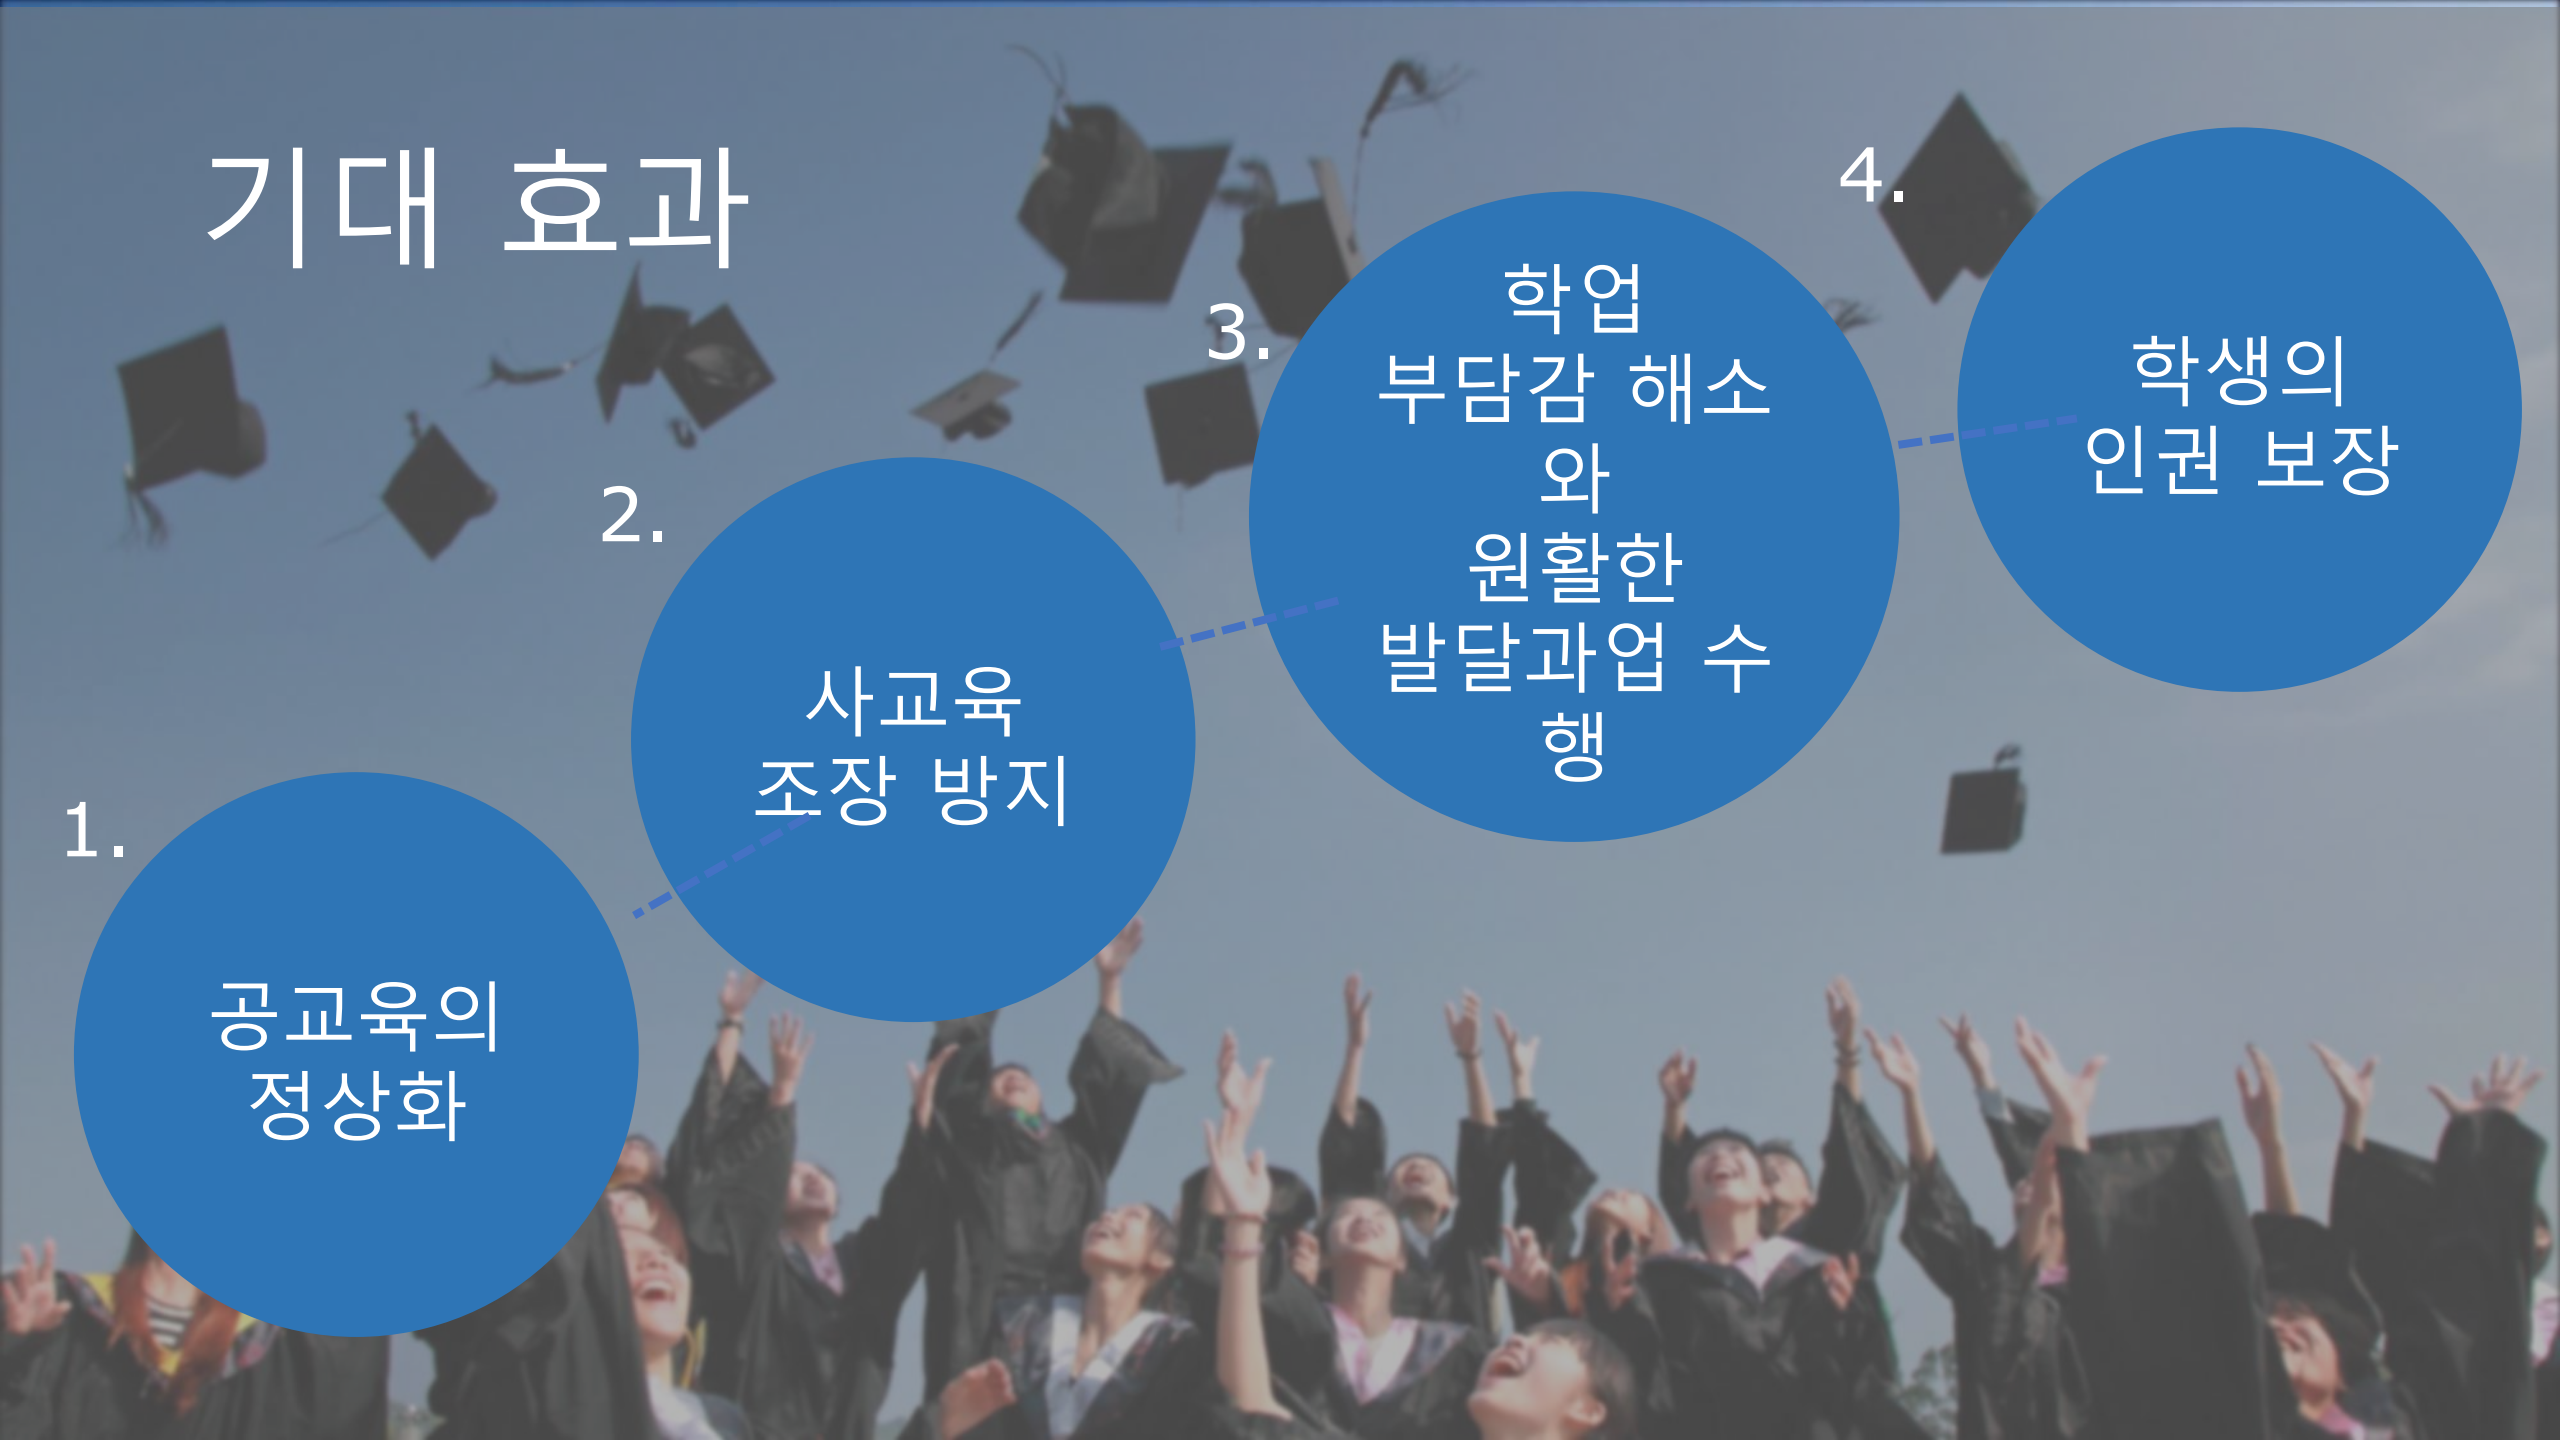 기대 효과
1.
공교육의
정상화
2.
사교육
조장 방지
3.
학업
부담감 해소
와
원활한
발달과업 수
행
4.
학생의
인권 보장